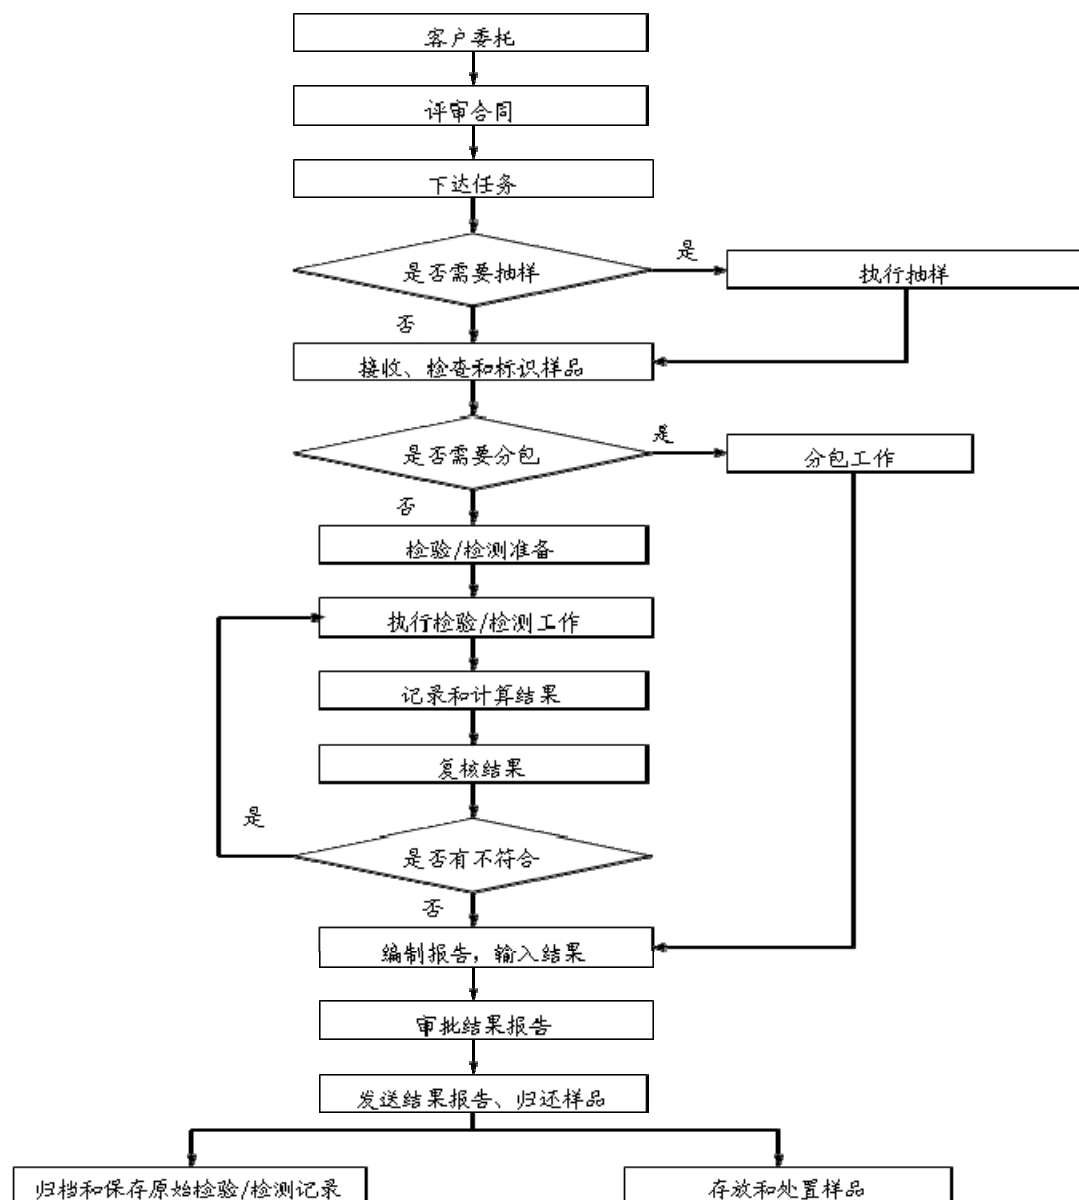 客户委托
评审合同
下达任务
是否需要抽样
是
执行抽样
否
接收、检查和标识样品
是否需要分包
是
分包工作
否
检验/检测准备
执行检验/检测工作
记录和计算结果
复核结果
是
是否有不符合
否
编制报告，输入结果
审批结果报告
发送结果报告、归还样品
归档和保存原始检验/检测记录
存放和处置样品